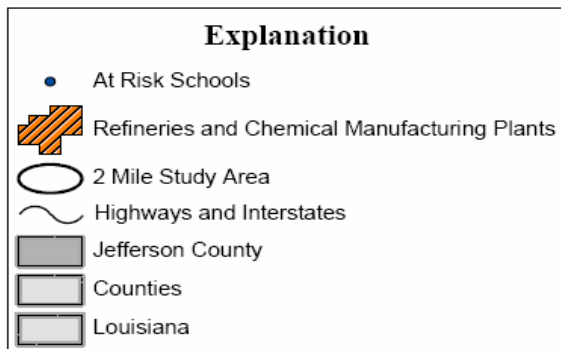 Explanation
At Risk Schools
Refineries and Chemical Manufacturing Plants
2 Mile Study Area
Highways and Interstates
Jefferson County
Counties
Louisiana